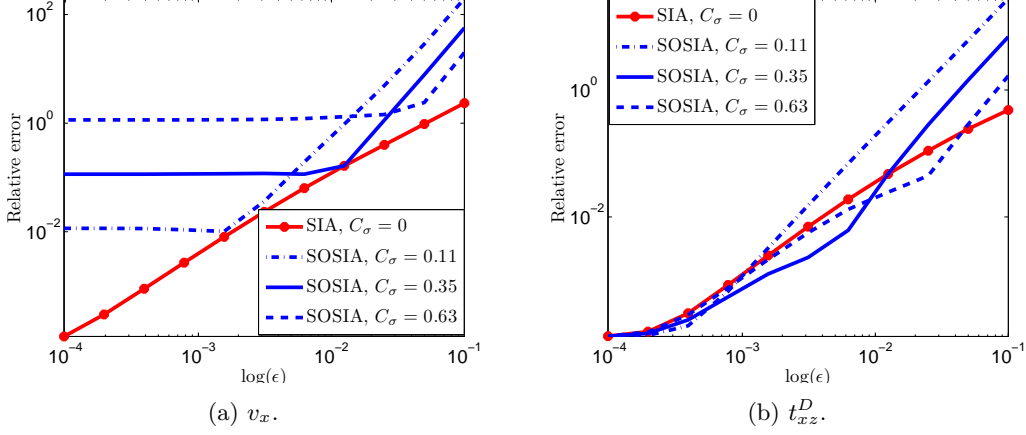 10^2
10^0
10^−2
Relative error
SIA, C_σ = 0
SOSIA, C_σ = 0.11
SOSIA, C_σ = 0.35
SOSIA, C_σ = 0.63
10^−4
10^−3
10^−2
10^−1
log(ϵ)
(a) v_x.
10^0
10^−2
Relative error
SIA, C_σ = 0
SOSIA, C_σ = 0.11
SOSIA, C_σ = 0.35
SOSIA, C_σ = 0.63
10^−4
10^−3
10^−2
10^−1
log(ϵ)
(b) t_{xz}^D.